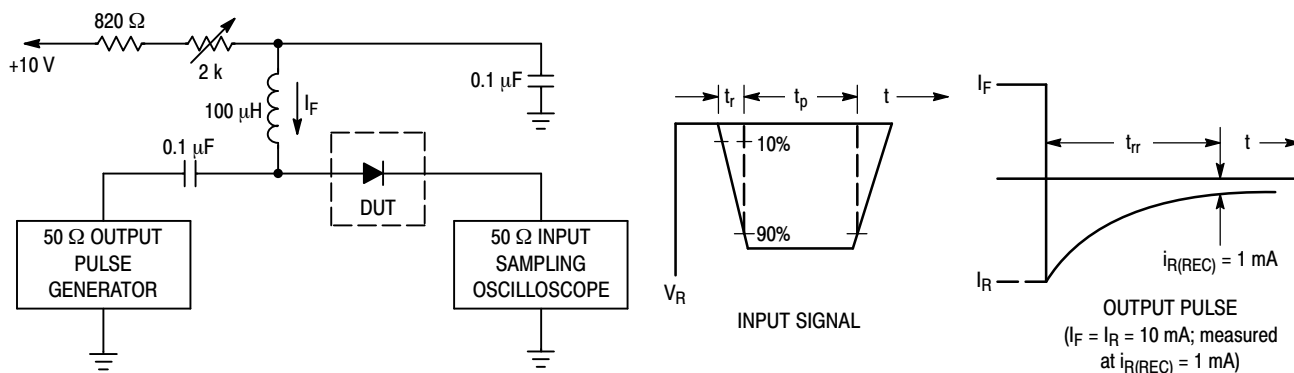 820 Ω
+10 V
2 k
100 μH
I_F
0.1 μF
0.1 μF
DUT
50 Ω OUTPUT
PULSE
GENERATOR
50 Ω INPUT
SAMPLING
OSCILLOSCOPE
t_r
t_p
t
10%
90%
V_R
INPUT SIGNAL
I_F
t_rr
t
i_R(REC) = 1 mA
I_R
OUTPUT PULSE
(I_F = I_R = 10 mA; measured
at i_R(REC) = 1 mA)